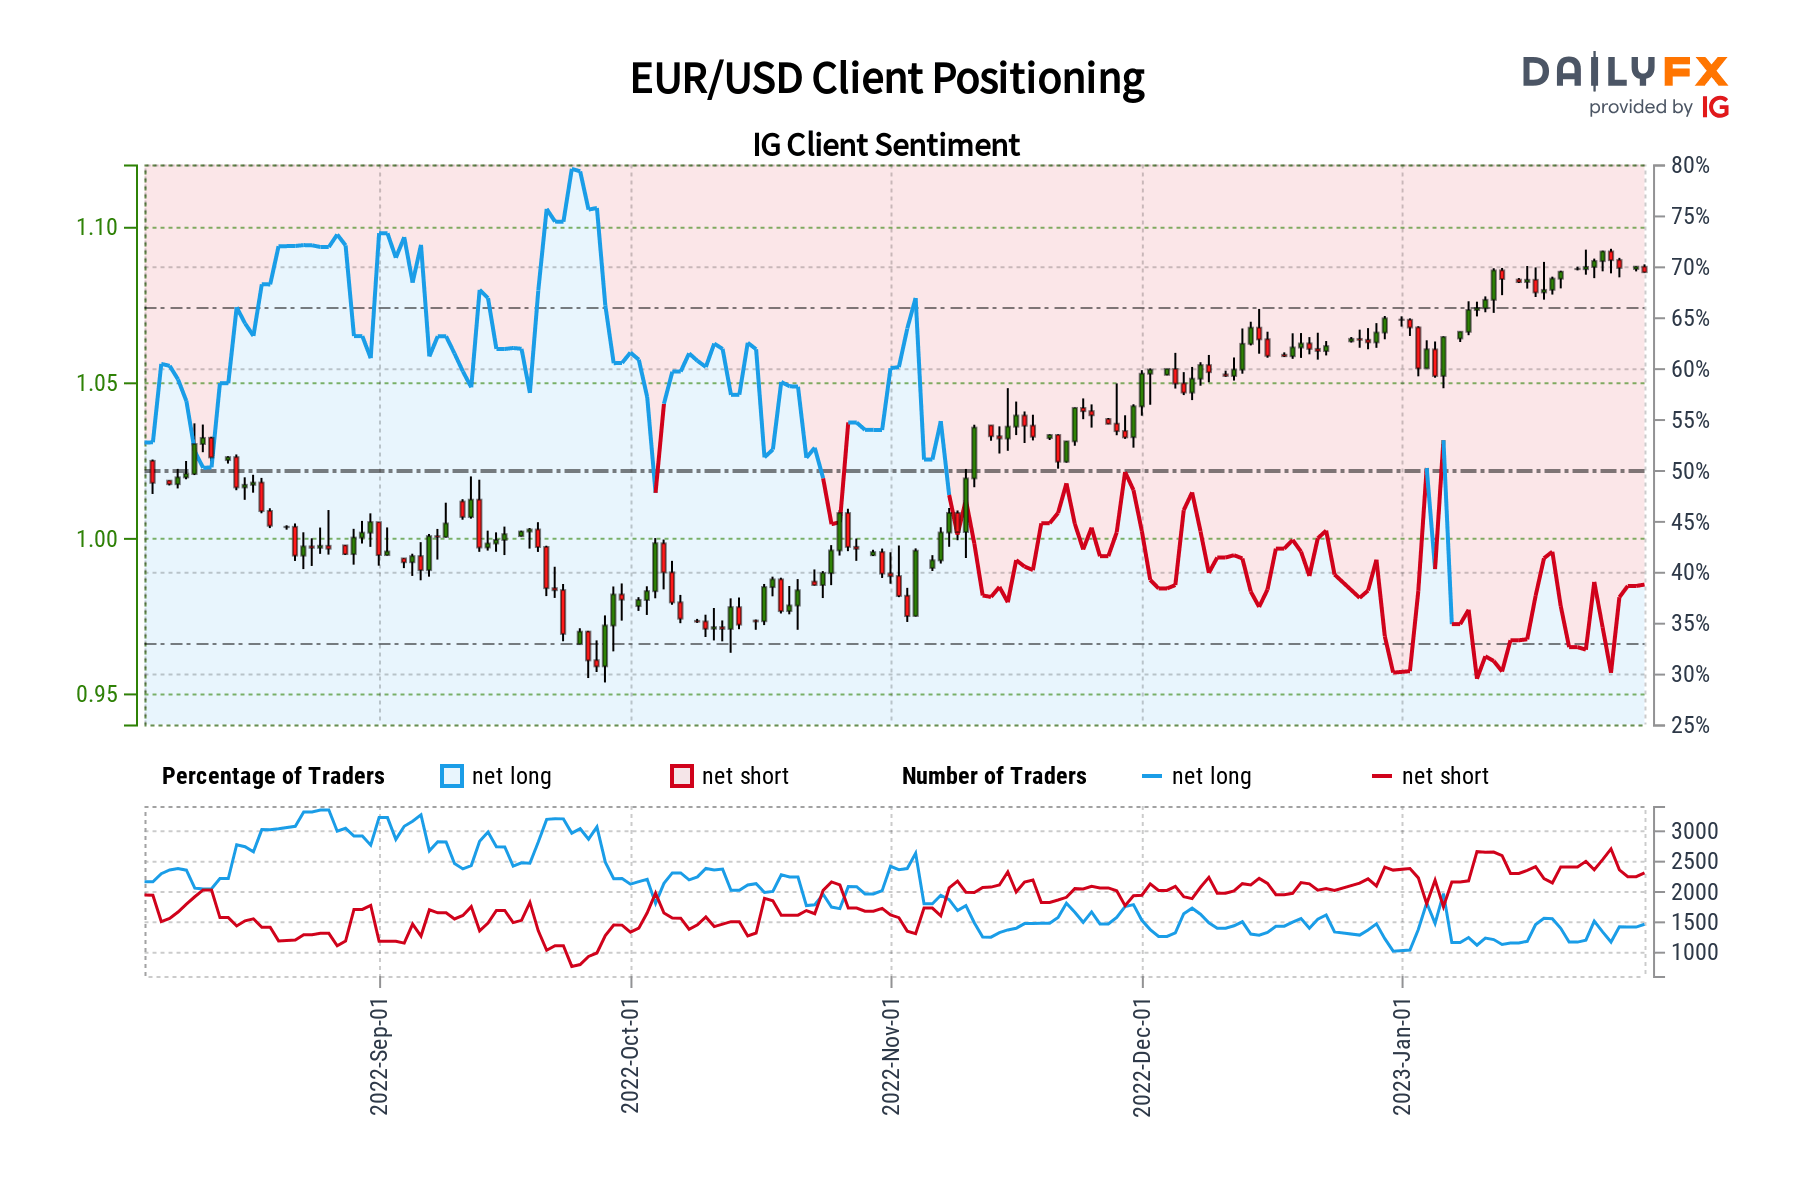 EUR/USD Client Positioning
DAILYFX
provided by IG
IG Client Sentiment
1.10
1.05
1.00
0.95
80%
75%
70%
65%
60%
55%
50%
45%
40%
35%
30%
25%
Percentage of Traders net long net short Number of Traders net long net short
3000
2500
2000
1500
1000
2022-Sep-01
2022-Oct-01
2022-Nov-01
2022-Dec-01
2023-Jan-01